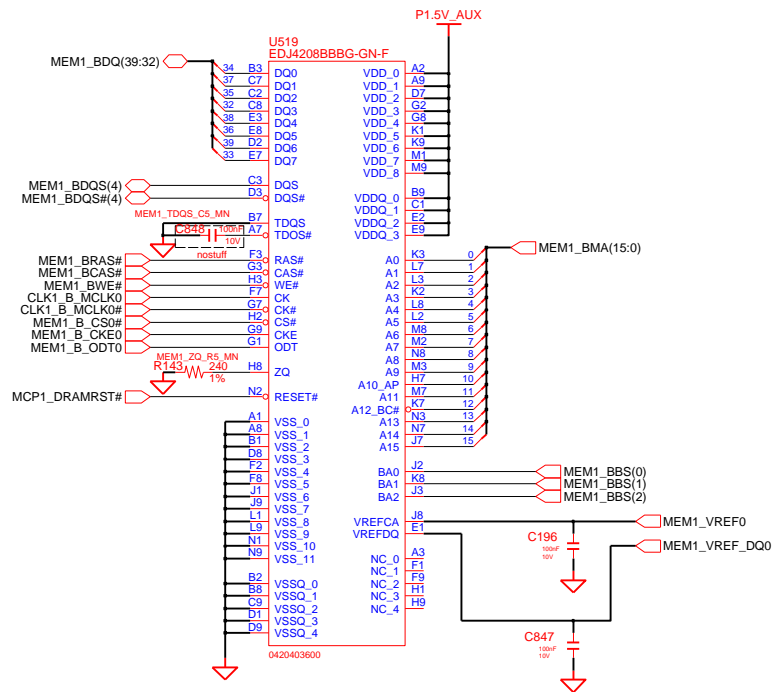 P1.5V_AUX
U519
EDJ4208BBBG-GN-F
MEM1_BDQ(39:32)
34 B3 DQ0 VDD_0 A2
37 C7 DQ1 VDD_1 A9
35 C2 DQ2 VDD_2 D7
32 C8 DQ3 VDD_3 G2
38 E3 DQ4 VDD_4 G8
36 E8 DQ5 VDD_5 K1
39 D2 DQ6 VDD_6 K9
33 E7 DQ7 VDD_7 M1
VDD_8 M9
MEM1_BDQS(4) C3 DQS VDDQ_0 B9
MEM1_BDQS#(4) D3 DQS# VDDQ_1 C1
MEM1_TDQS_C5_MN
B7 TDQS VDDQ_2 E2
C848 100nF 10V A7 TDOS# VDDQ_3 E9
nostuff
MEM1_BMA(15:0)
MEM1_BRAS# F3 RAS# A0 K3 0
MEM1_BCAS# G3 CAS# A1 L7 1
MEM1_BWE# H3 WE# A2 L3 2
CLK1_B_MCLK0 F7 CK A3 K2 3
CLK1_B_MCLK0# G7 CK# A4 L8 4
MEM1_B_CS0# H2 CS# A5 L2 5
MEM1_B_CKE0 G9 CKE A6 M8 6
MEM1_B_ODT0 G1 ODT A7 M2 7
A8 N8 8
MEM1_ZQ_R5_MN
R143 240 1% H8 ZQ A9 M3 9
A10_AP H7 10
MCP1_DRAMRST# N2 RESET# A11 M7 11
A12_BC# K7 12
A13 N3 13
A14 N7 14
A15 J7 15
A1 VSS_0
A8 VSS_1
B1 VSS_2
D8 VSS_3
F2 VSS_4 BA0 J2 MEM1_BBS(0)
F8 VSS_5 BA1 K8 MEM1_BBS(1)
J1 VSS_6 BA2 J3 MEM1_BBS(2)
J9 VSS_7
L1 VSS_8 VREFCA J8 MEM1_VREF0
L9 VSS_9 VREFDQ E1 MEM1_VREF_DQ0
N1 VSS_10
N9 VSS_11
C196
100nF
10V
NC_0 A3
NC_1 F1
B2 VSSQ_0 NC_2 F9
B8 VSSQ_1 NC_3 H1
C9 VSSQ_2 NC_4 H9
D1 VSSQ_3
D9 VSSQ_4
C847
100nF
10V
0420403600